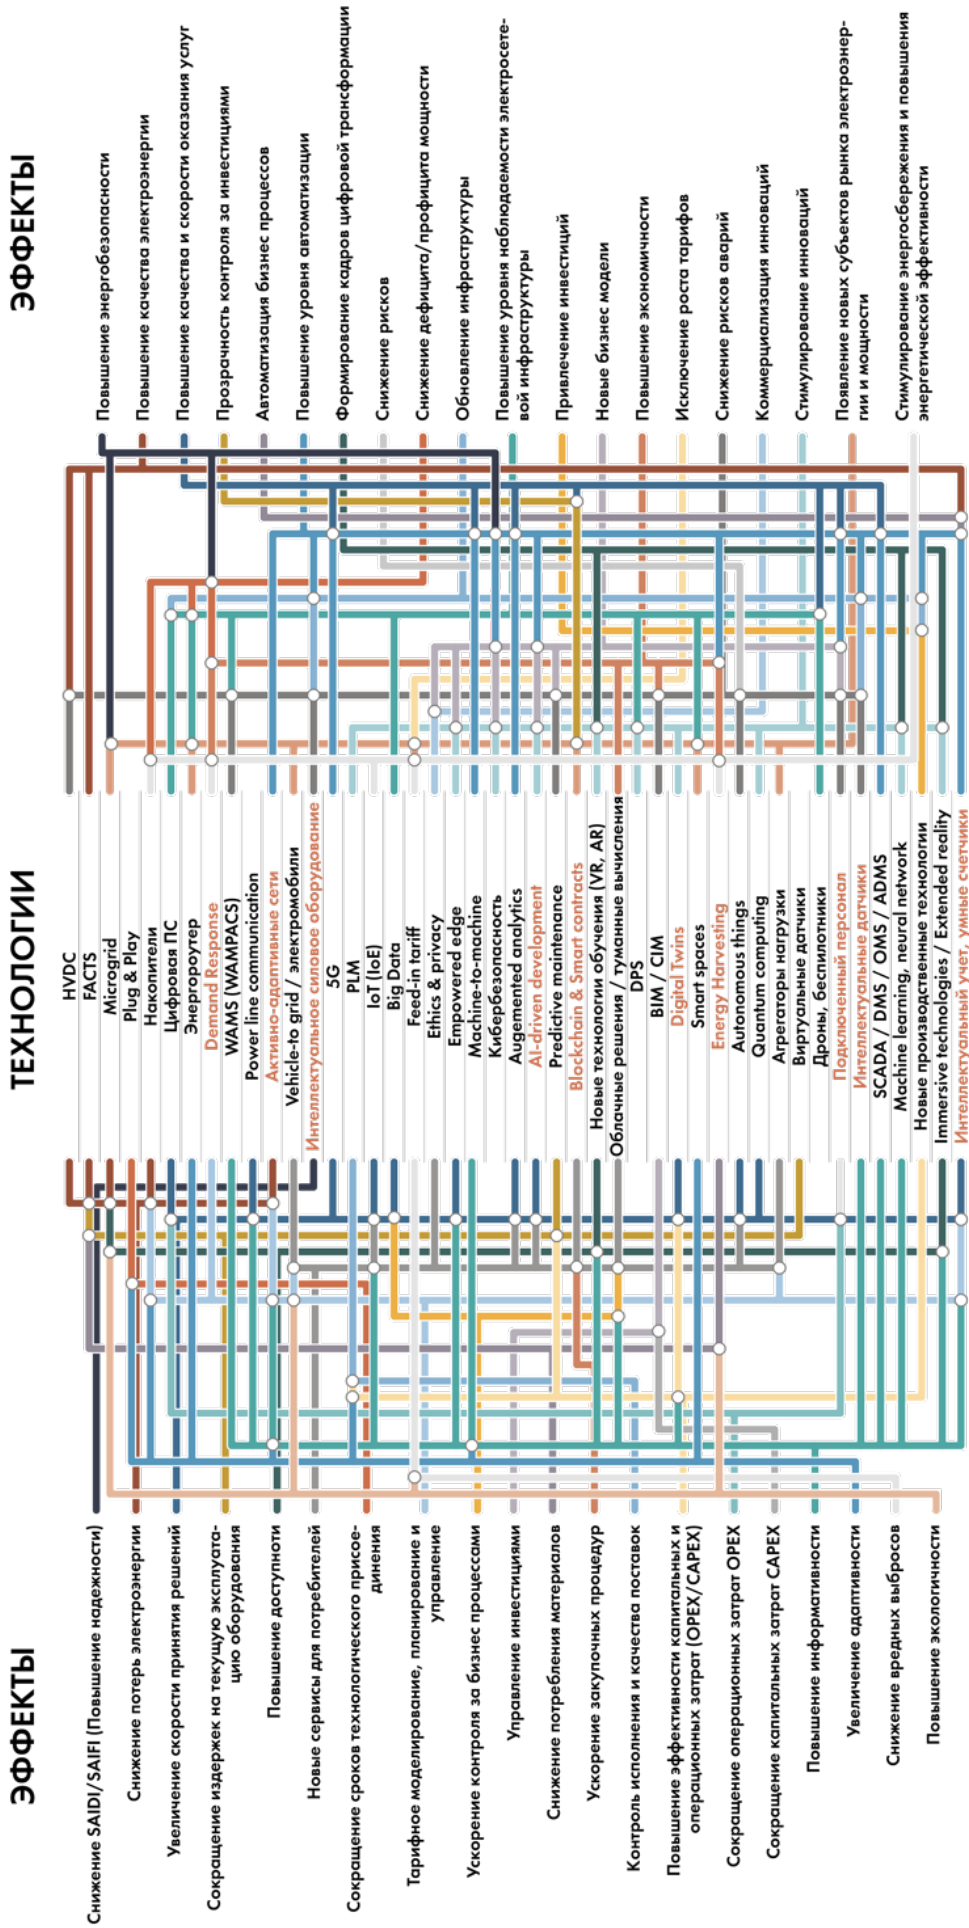 ЭФФЕКТЫ
Снижение SAIDI/SAIFI (Повышение надежности)
Снижение потерь электроэнергии
Увеличение скорости принятия решений
Сокращение издержек на текущую эксплуата-
цию оборудования
Повышение доступноти
Новые сервисы для потребителей
Сокращение сроков технологического присое-
динения
Тарифное моделирование, планирование и
управление
Ускорение контроля за бизнес процессами
Управление инвестициями
Снижение потребления материалов
Ускорение закупочных процедур
Контроль исполнения и качества поставок
Повышение эффективности капитальных и
операционных затрат (OPEX/CAPEX)
Сокращение операционных затрат OPEX
Сокращение капитальных затрат CAPEX
Повышение информативности
Увеличение адаптивности
Снижение вредных выбросов
Повышение экологичности
ТЕХНОЛОГИИ
HVDC
FACTS
Microgrid
Plug & Play
Накопители
Цифровая ПС
Энергороутер
Demand Response
WAMS (WAMPACS)
Power line communication
Активно-адаптивные сети
Vehicle-to grid / электромобили
Интеллектуальное силовое оборудование
5G
PLM
IoT (IoE)
Big Data
Feed-in tariff
Ethics & privacy
Empowered edge
Machine-to-machine
Кибербезопасность
Augemented analytics
AI-driven development
Predictive maintenance
Blockchain & Smart contracts
Новые технологии обучения (VR, AR)
Облачные решения / туманные вычисления
DPS
BIM / CIM
Digital Twins
Smart spaces
Energy Harvesting
Autonomous things
Quantum computing
Агрегаторы нагрузки
Виртуальные датчики
Дроны, беспилотники
Подключенный персонал
Интеллектуальные датчики
SCADA / DMS / OMS / ADMS
Machine learning, neural network
Новые производственные технологии
Immersive technologies / Extended reality
Интеллектуальный учет, умные счетчики
ЭФФЕКТЫ
Повышение энергобезопасности
Повышение качества электроэнергии
Повышение качества и скорости оказания услуг
Прозрачность контроля за инвестициями
Автоматизация бизнес процессов
Повышение уровня автоматизации
Формирование кадров цифровой трансформации
Снижение рисков
Снижение дефицита/профицита мощности
Обновление инфраструктуры
Повышение уровня наблюдаемости электросете-
вой инфраструктуры
Привлечение инвестиций
Новые бизнес модели
Повышение экономичности
Исключение роста тарифов
Снижение рисков аварий
Коммерциализация инноваций
Стимулирование инноваций
Появление новых субъектов рынка электроэнер-
гии и мощности
Стимулирование энергосбережения и повышения
энергетической эффективности